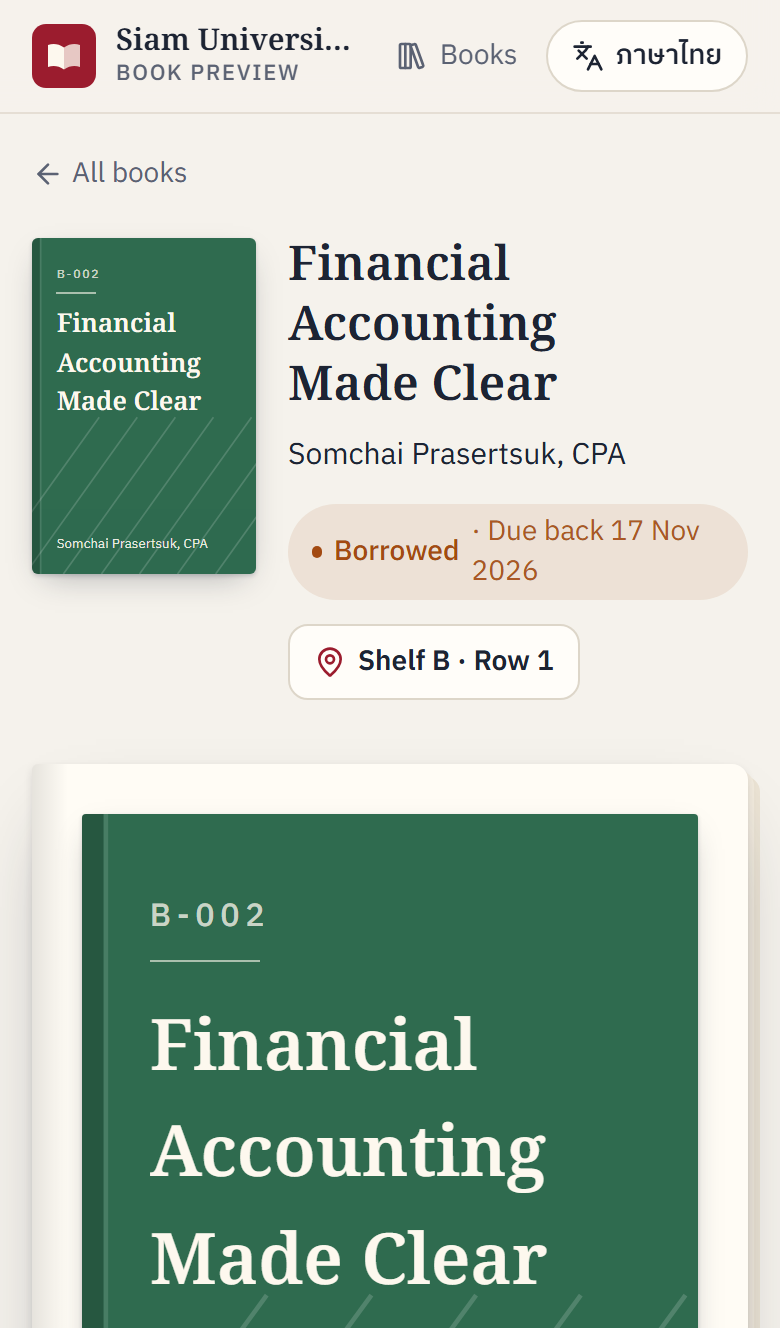 Siam Universi...
BOOK PREVIEW
Books
ภาษาไทย
All books
B-002
Financial
Accounting
Made Clear
Somchai Prasertsuk, CPA
Financial
Accounting
Made Clear
Somchai Prasertsuk, CPA
Borrowed · Due back 17 Nov
2026
Shelf B · Row 1
B-002
Financial
Accounting
Made Clear